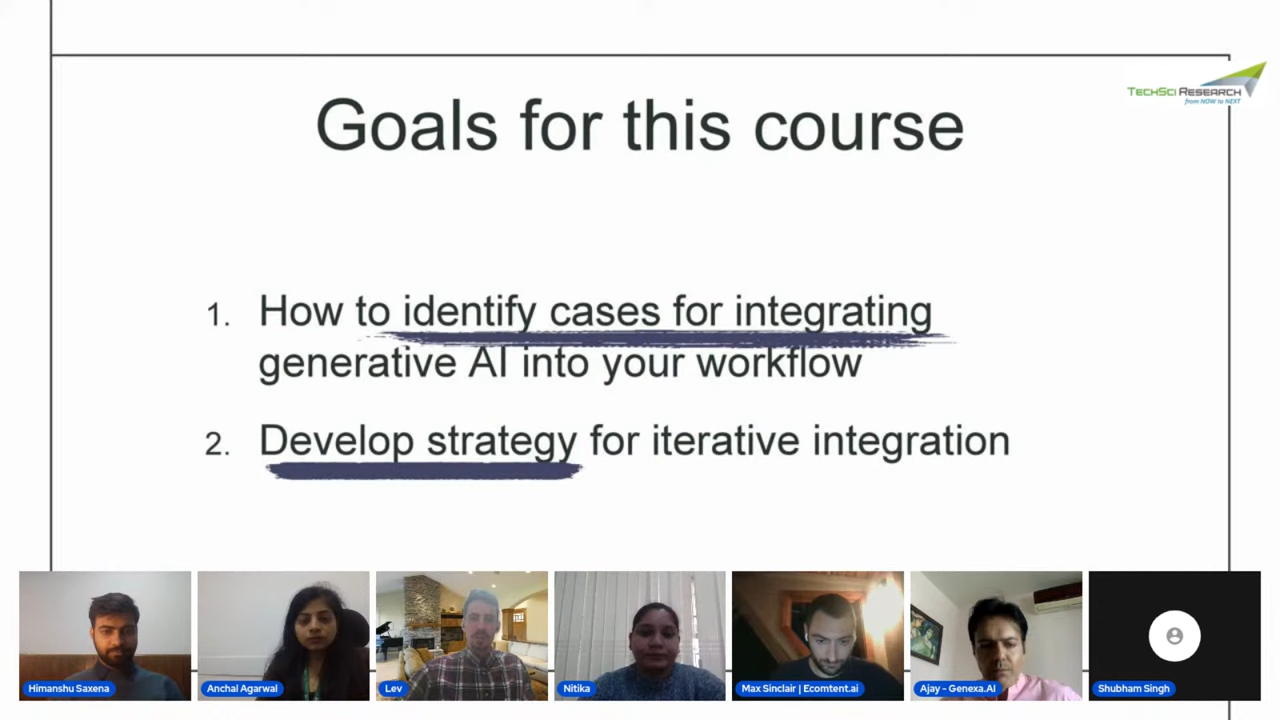 TECHSCI RESEARCH
from NOW to NEXT
Goals for this course
1. How to identify cases for integrating
generative AI into your workflow
2. Develop strategy for iterative integration
Himanshu Saxena
Anchal Agarwal
Lev
Nitika
Max Sinclair | Ecomtent.ai
Ajay - Genexa.AI
Shubham Singh